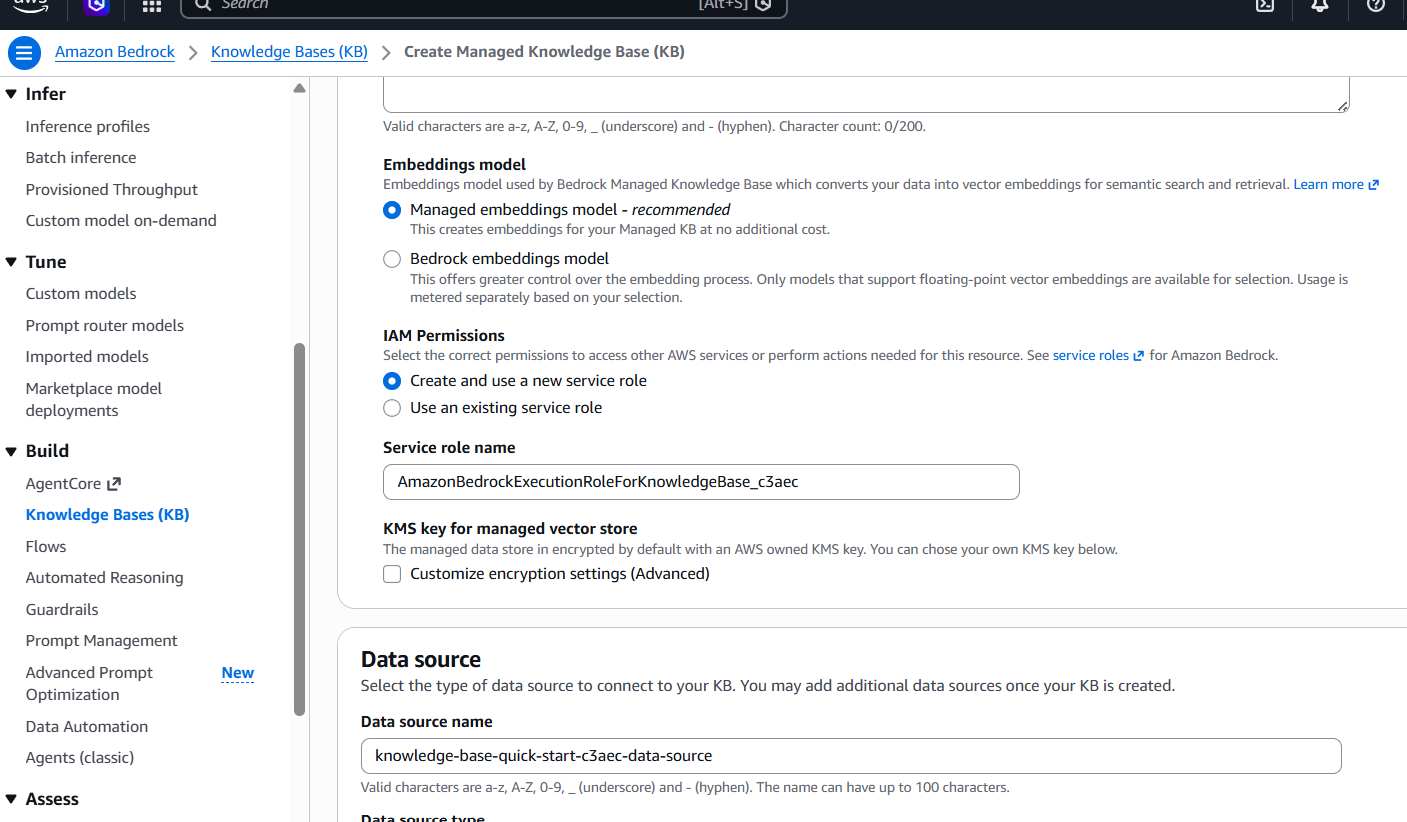 aws
Search
[Alt+S]
Amazon Bedrock
Knowledge Bases (KB)
Create Managed Knowledge Base (KB)
Infer
Inference profiles
Batch inference
Provisioned Throughput
Custom model on-demand
Tune
Custom models
Prompt router models
Imported models
Marketplace model
deployments
Build
AgentCore
Knowledge Bases (KB)
Flows
Automated Reasoning
Guardrails
Prompt Management
Advanced Prompt
Optimization
New
Data Automation
Agents (classic)
Assess
Valid characters are a-z, A-Z, 0-9, _ (underscore) and - (hyphen). Character count: 0/200.
Embeddings model
Embeddings model used by Bedrock Managed Knowledge Base which converts your data into vector embeddings for semantic search and retrieval. Learn more
Managed embeddings model - recommended
This creates embeddings for your Managed KB at no additional cost.
Bedrock embeddings model
This offers greater control over the embedding process. Only models that support floating-point vector embeddings are available for selection. Usage is
metered separately based on your selection.
IAM Permissions
Select the correct permissions to access other AWS services or perform actions needed for this resource. See service roles for Amazon Bedrock.
Create and use a new service role
Use an existing service role
Service role name
AmazonBedrockExecutionRoleForKnowledgeBase_c3aec
KMS key for managed vector store
The managed data store in encrypted by default with an AWS owned KMS key. You can chose your own KMS key below.
Customize encryption settings (Advanced)
Data source
Select the type of data source to connect to your KB. You may add additional data sources once your KB is created.
Data source name
knowledge-base-quick-start-c3aec-data-source
Valid characters are a-z, A-Z, 0-9, _ (underscore) and - (hyphen). The name can have up to 100 characters.
Data source type